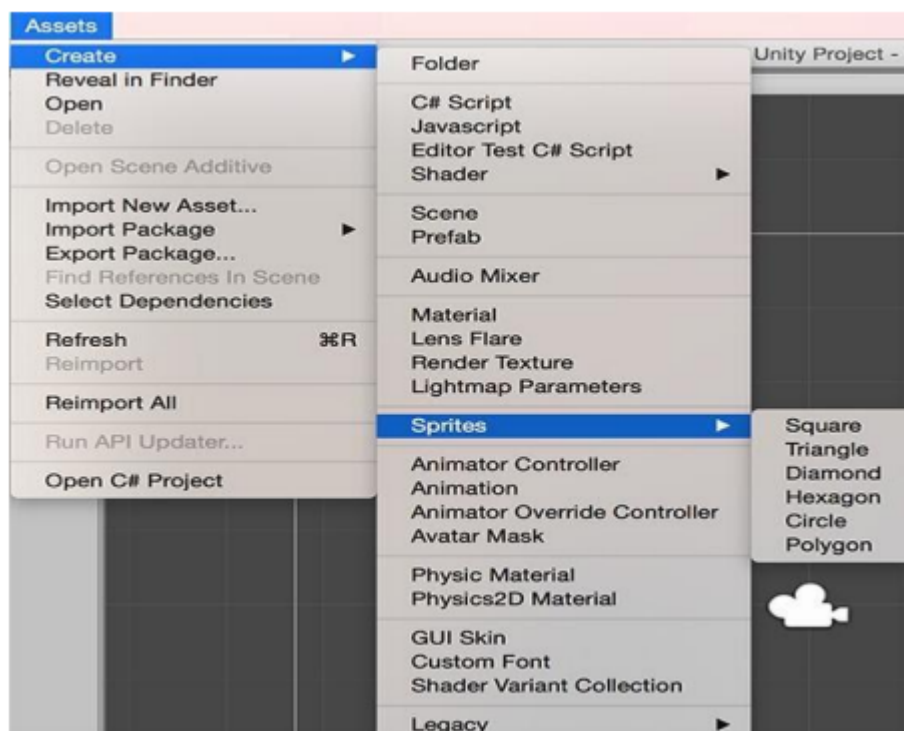 Assets
Create
Reveal in Finder
Open
Delete
Open Scene Additive
Import New Asset...
Import Package
Export Package...
Find References In Scene
Select Dependencies
Refresh ⌘R
Reimport
Reimport All
Run API Updater...
Open C# Project
Unity Project -
Folder
C# Script
Javascript
Editor Test C# Script
Shader
Scene
Prefab
Audio Mixer
Material
Lens Flare
Render Texture
Lightmap Parameters
Sprites
Animator Controller
Animation
Animator Override Controller
Avatar Mask
Physic Material
Physics2D Material
GUI Skin
Custom Font
Shader Variant Collection
Legacy
Square
Triangle
Diamond
Hexagon
Circle
Polygon